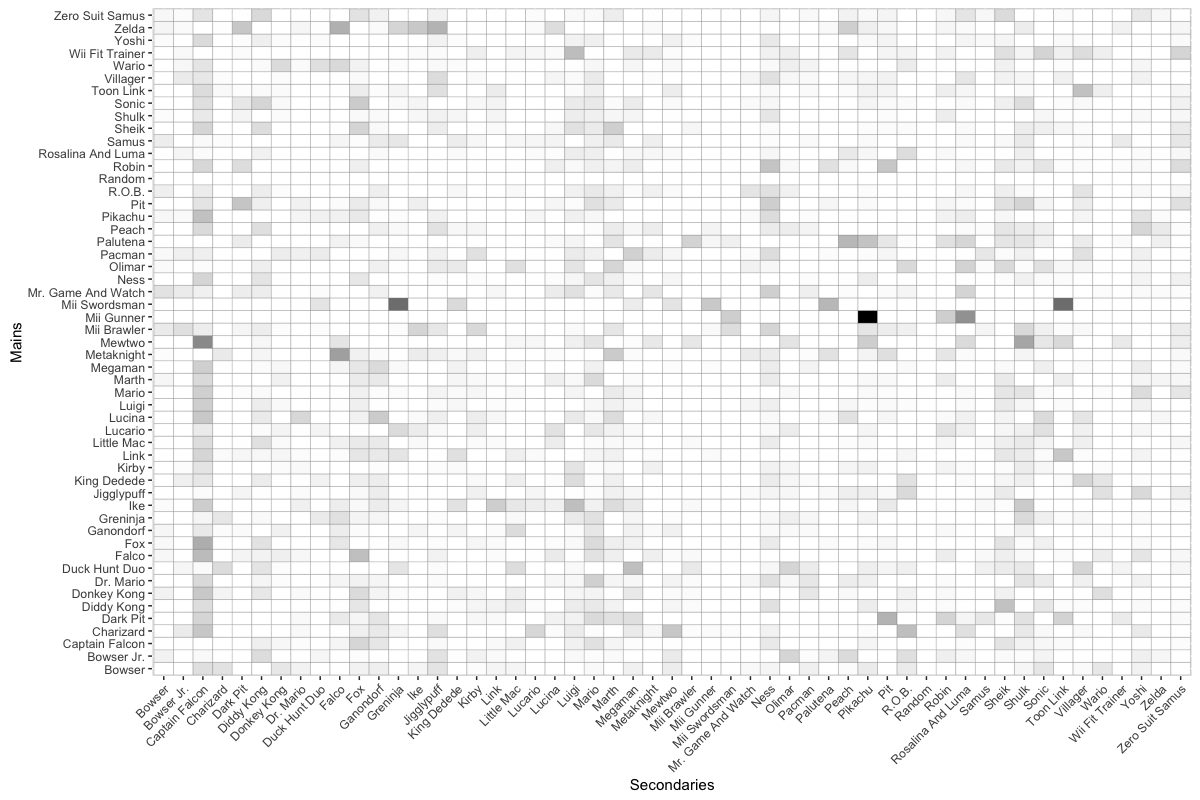 Zero Suit Samus
Zelda
Yoshi
Wii Fit Trainer
Wario
Villager
Toon Link
Sonic
Shulk
Sheik
Samus
Rosalina And Luma
Robin
Random
R.O.B.
Pit
Pikachu
Peach
Palutena
Pacman
Olimar
Ness
Mr. Game And Watch
Mii Swordsman
Mii Gunner
Mii Brawler
Mewtwo
Metaknight
Megaman
Marth
Mario
Luigi
Lucina
Lucario
Little Mac
Link
Kirby
King Dedede
Jigglypuff
Ike
Greninja
Ganondorf
Fox
Falco
Duck Hunt Duo
Dr. Mario
Donkey Kong
Diddy Kong
Dark Pit
Charizard
Captain Falcon
Bowser Jr.
Bowser
Mains
Bowser
Bowser Jr.
Captain Falcon
Charizard
Dark Pit
Diddy Kong
Donkey Kong
Dr. Mario
Duck Hunt Duo
Falco
Fox
Ganondorf
Greninja
Ike
Jigglypuff
King Dedede
Kirby
Link
Little Mac
Lucario
Lucina
Luigi
Mario
Marth
Megaman
Metaknight
Mewtwo
Mii Brawler
Mii Gunner
Mii Swordsman
Mr. Game And Watch
Ness
Olimar
Pacman
Palutena
Peach
Pikachu
Pit
R.O.B.
Random
Robin
Rosalina And Luma
Samus
Sheik
Shulk
Sonic
Toon Link
Villager
Wario
Wii Fit Trainer
Yoshi
Zelda
Zero Suit Samus
Secondaries